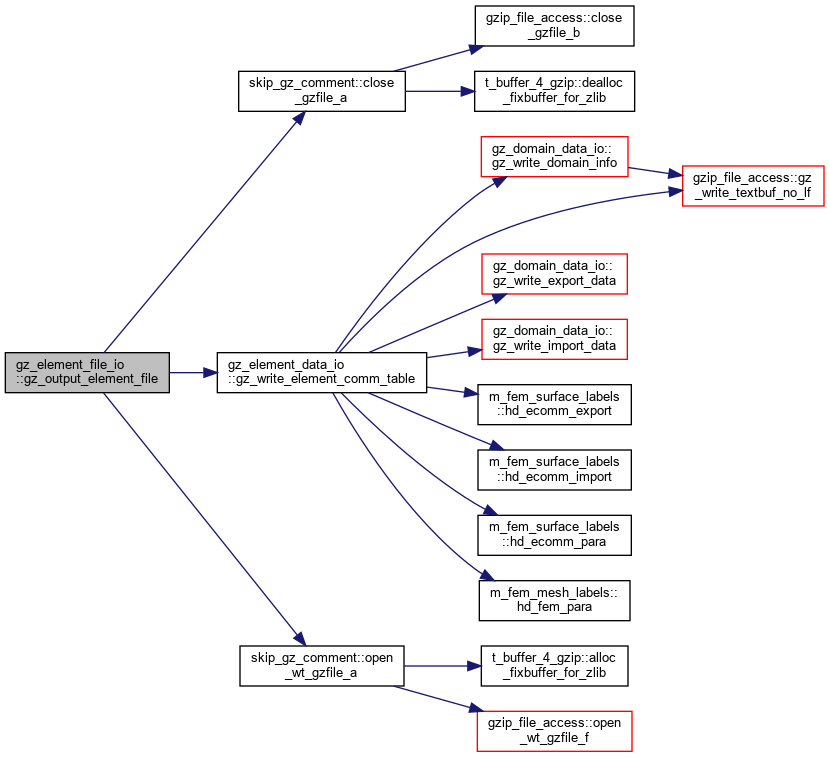 gzip_file_access::close
_gzfile_b
skip_gz_comment::close
_gzfile_a
t_buffer_4_gzip::dealloc
_fixbuffer_for_zlib
gz_domain_data_io::
gz_write_domain_info
gzip_file_access::gz
_write_textbuf_no_lf
gz_domain_data_io::
gz_write_export_data
gz_domain_data_io::
gz_write_import_data
gz_element_file_io
::gz_output_element_file
gz_element_data_io
::gz_write_element_comm_table
m_fem_surface_labels
::hd_ecomm_export
m_fem_surface_labels
::hd_ecomm_import
m_fem_surface_labels
::hd_ecomm_para
m_fem_mesh_labels::
hd_fem_para
skip_gz_comment::open
_wt_gzfile_a
t_buffer_4_gzip::alloc
_fixbuffer_for_zlib
gzip_file_access::open
_wt_gzfile_f